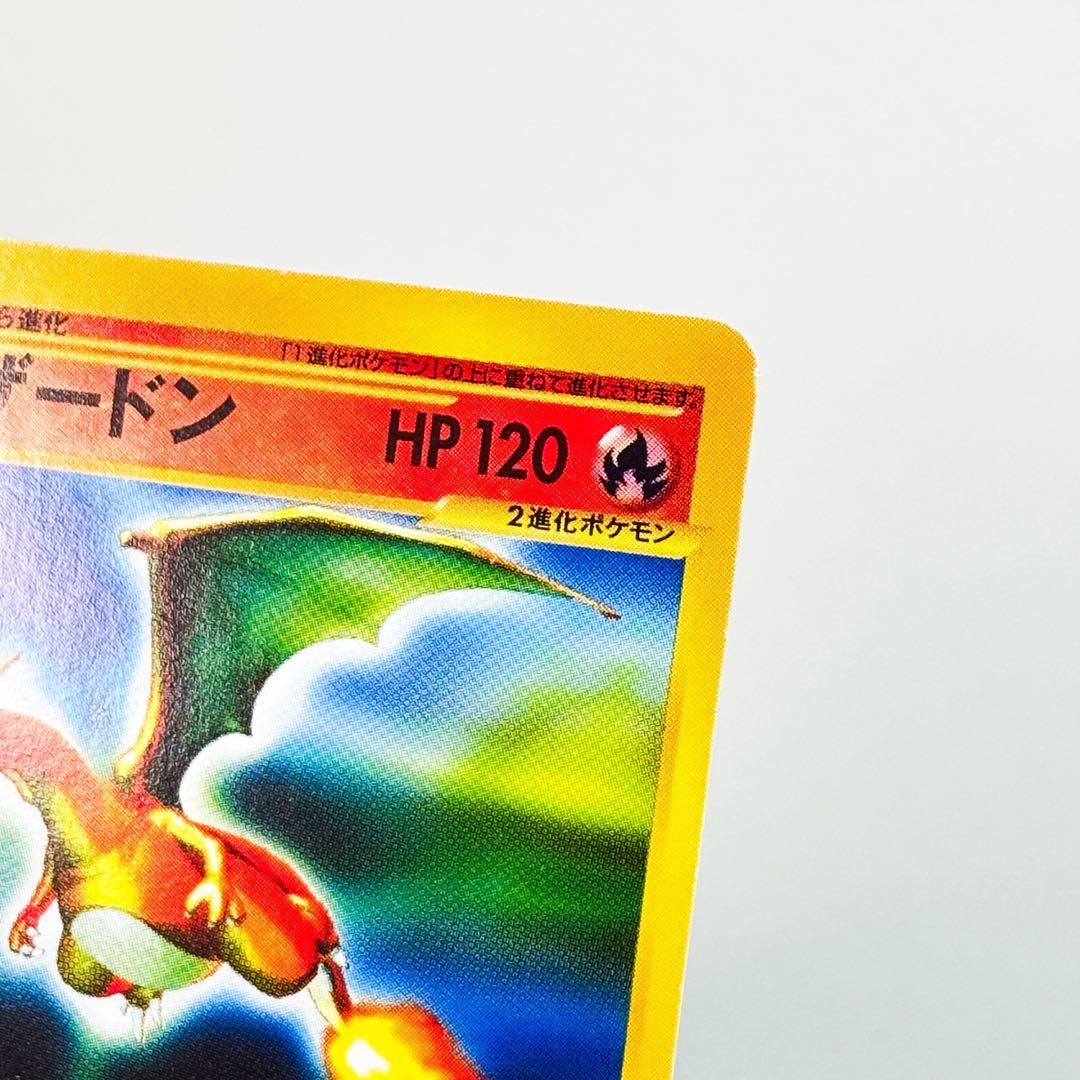 ら進化
「1進化ポケモン」の上に重ねて進化させます。
ザードン HP 120
2進化ポケモン